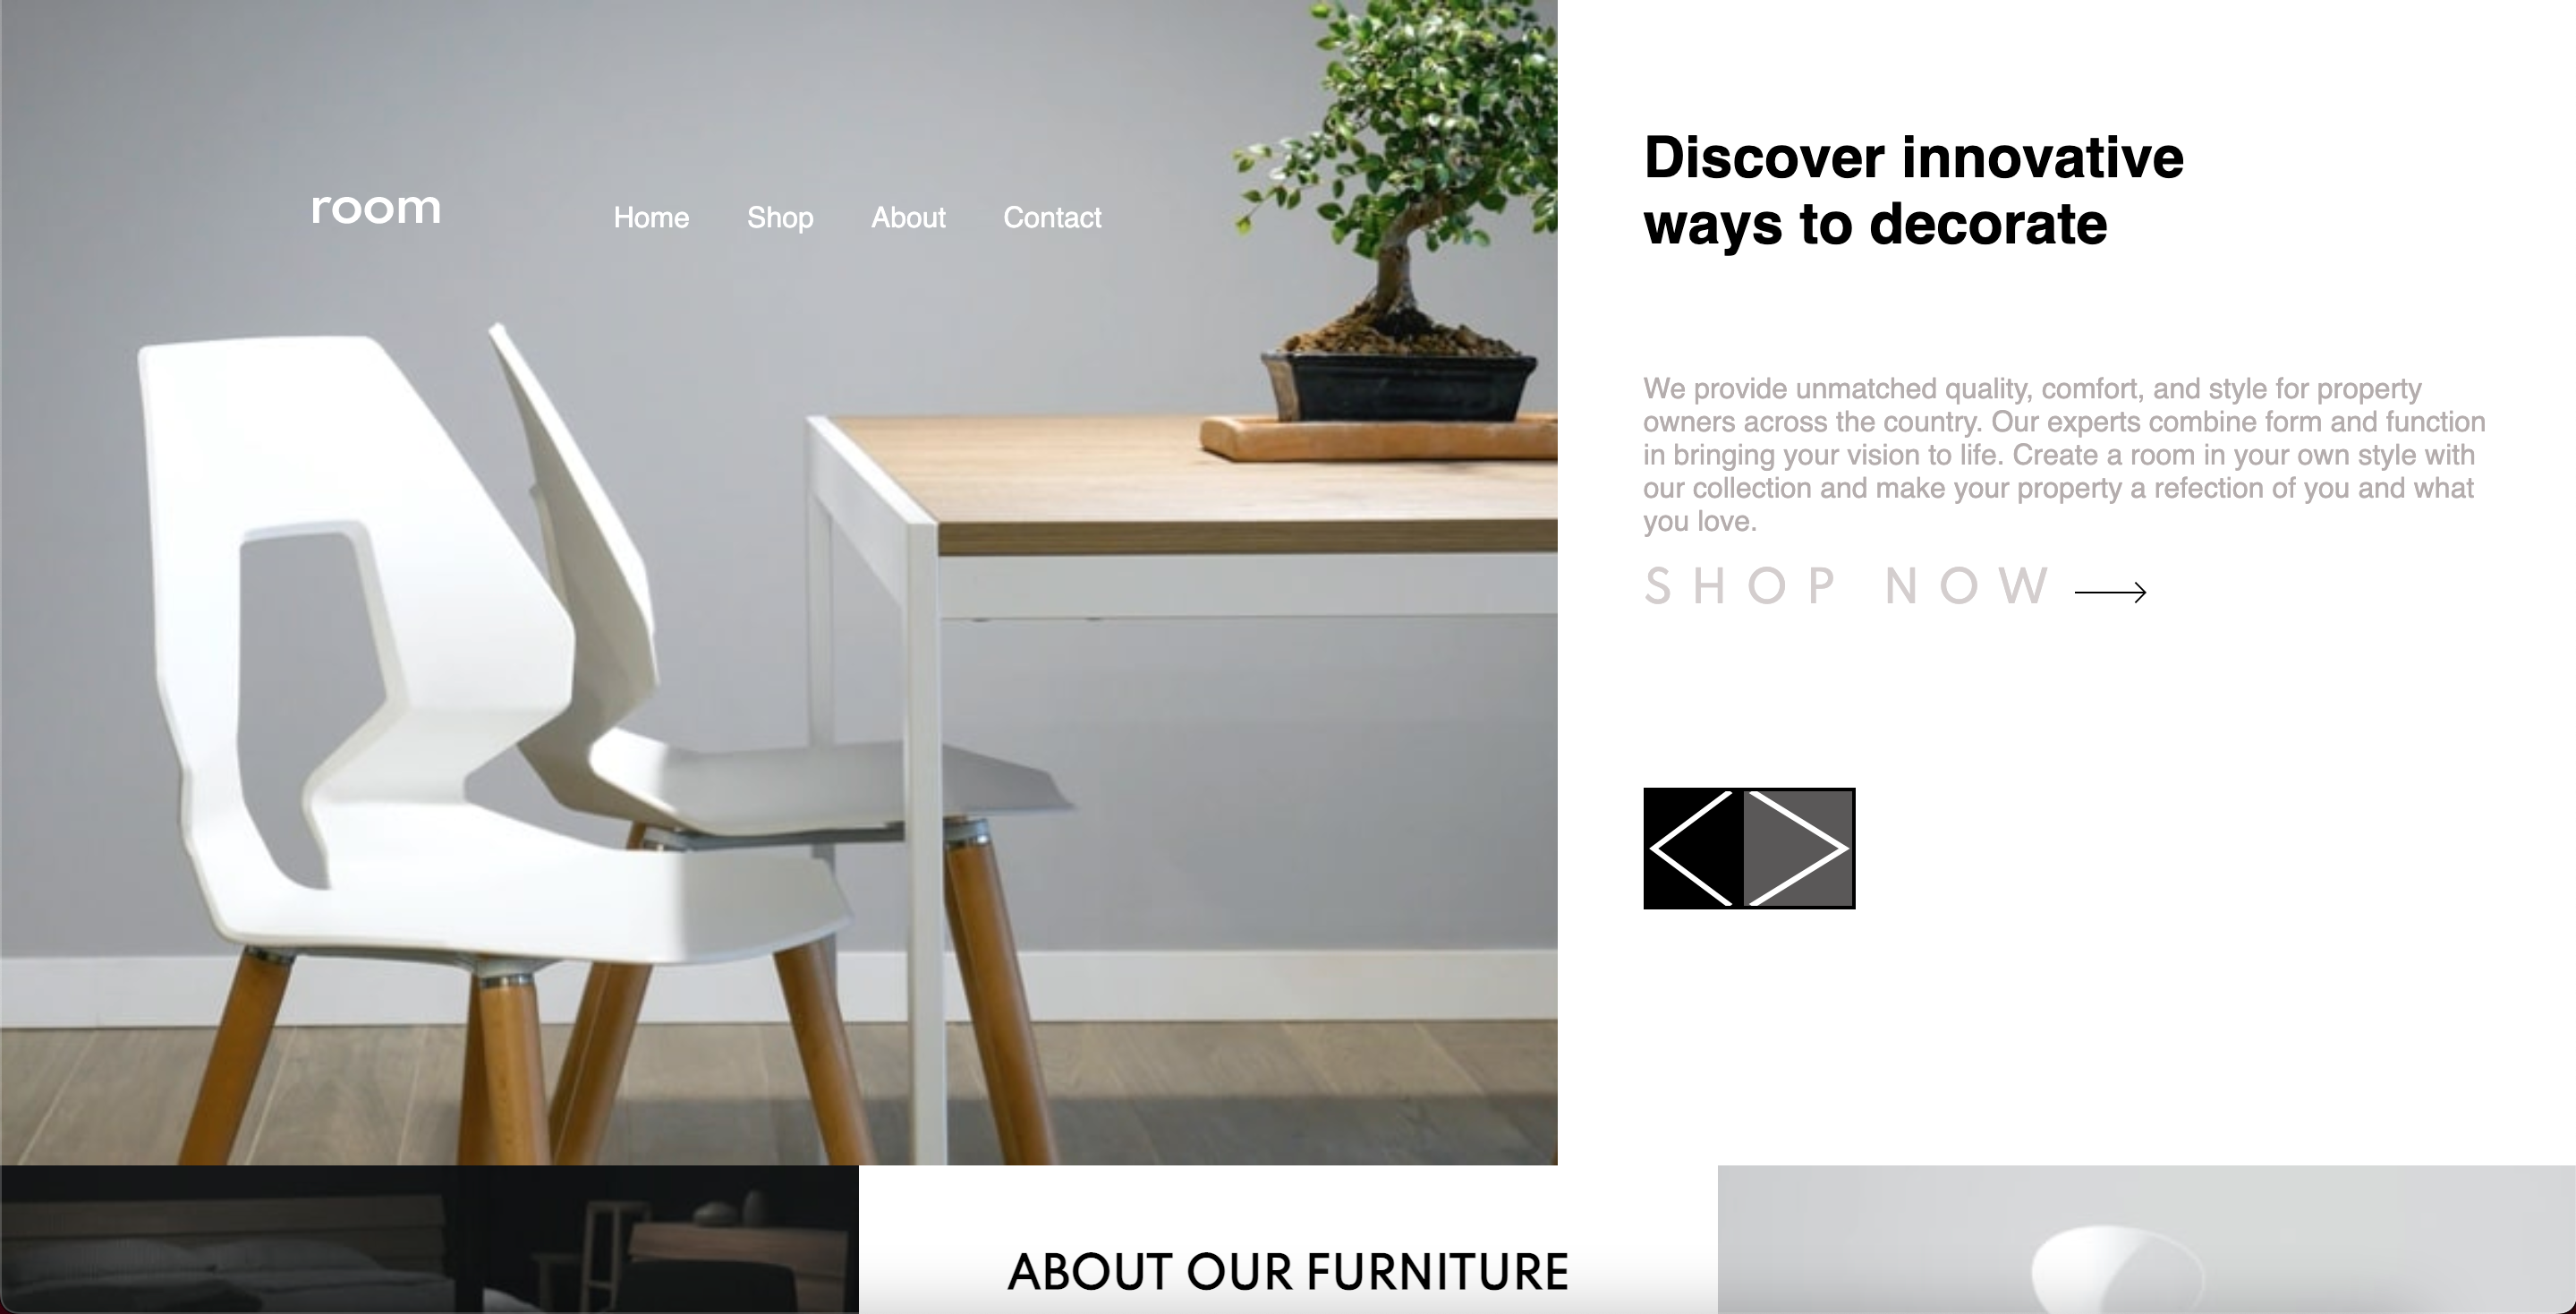 room
Home Shop About Contact
Discover innovative
ways to decorate
We provide unmatched quality, comfort, and style for property
owners across the country. Our experts combine form and function
in bringing your vision to life. Create a room in your own style with
our collection and make your property a refection of you and what
you love.
SHOP NOW
ABOUT OUR FURNITURE